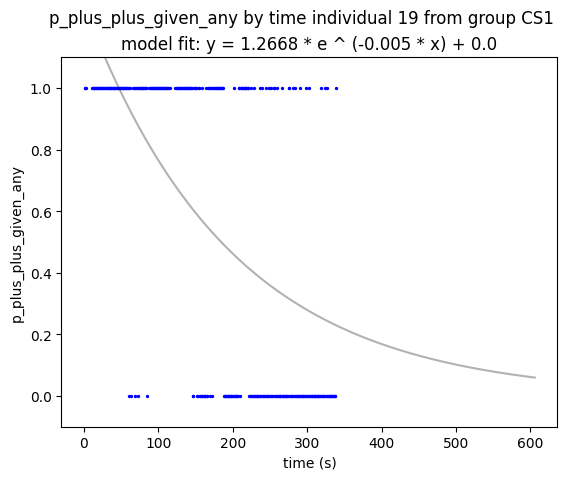 p_plus_plus_given_any by time individual 19 from group CS1
model fit: y = 1.2668 * e ^ (-0.005 * x) + 0.0
p_plus_plus_given_any
1.0
0.8
0.6
0.4
0.2
0.0
0 100 200 300 400 500 600
time (s)